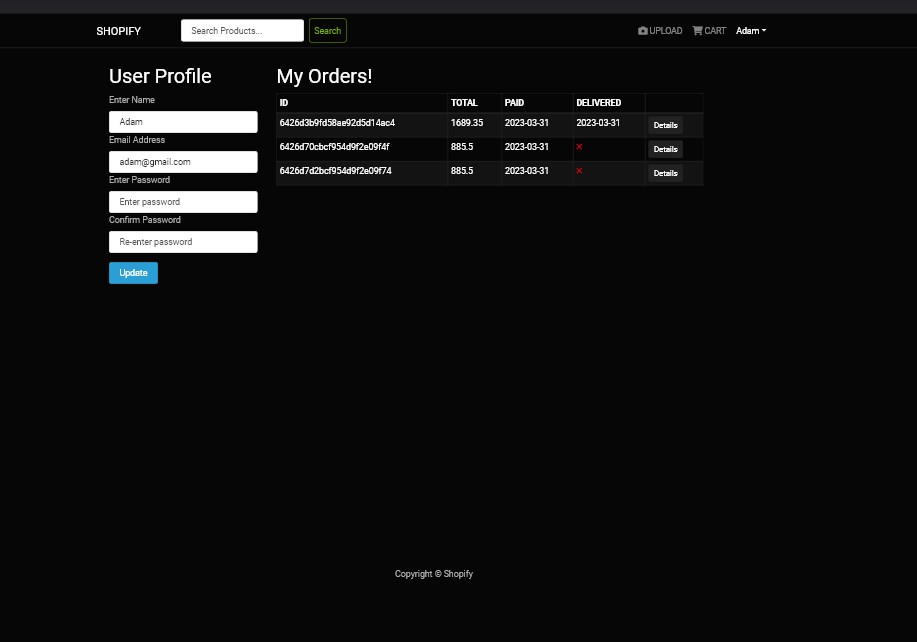 SHOPIFY Search Products... Search UPLOAD CART Adam
User Profile
Enter Name
Adam
Email Address
adam@gmail.com
Enter Password
Enter password
Confirm Password
Re-enter password
Update
My Orders!
ID TOTAL PAID DELIVERED
6426d3b9fd58ae92d5d14ac4 1689.35 2023-03-31 2023-03-31 Details
6426d70cbcf954d9f2e09f4f 885.5 2023-03-31 Details
6426d7d2bcf954d9f2e09f74 885.5 2023-03-31 Details
Copyright © Shopify